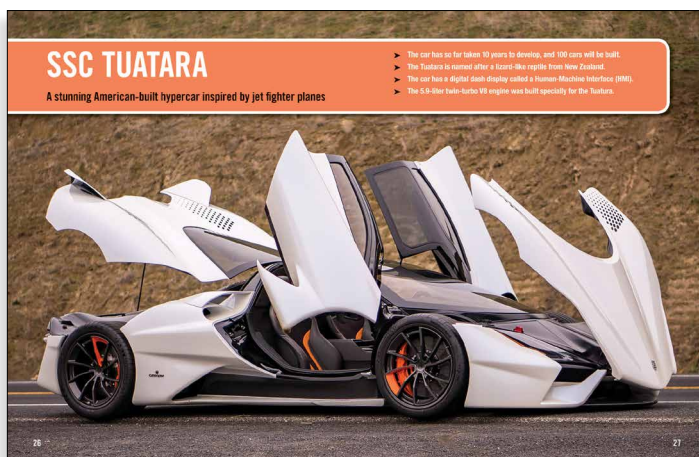 SSC TUATARA
A stunning American-built hypercar inspired by jet fighter planes
➤ The car has so far taken 10 years to develop, and 100 cars will be built.
➤ The Tuatara is named after a lizard-like reptile from New Zealand.
➤ The car has a digital dash display called a Human-Machine Interface (HMI).
➤ The 5.9-liter twin-turbo V8 engine was built specially for the Tuatara.
26
27